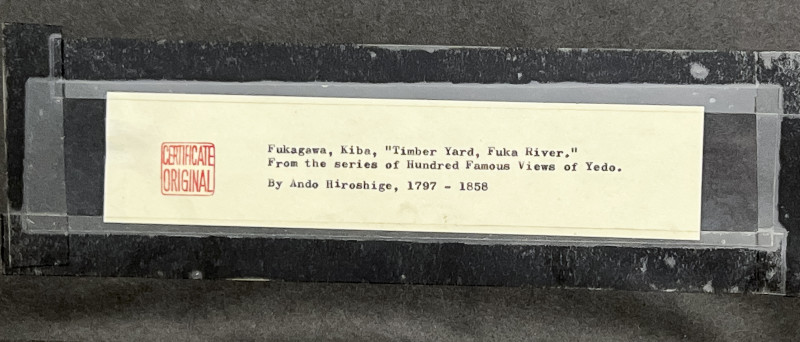 CERTIFICATE
ORIGINAL
Fukagawa, Kiba, "Timber Yard, Fuka River."
From the series of Hundred Famous Views of Yedo.
By Ando Hiroshige, 1797 - 1858